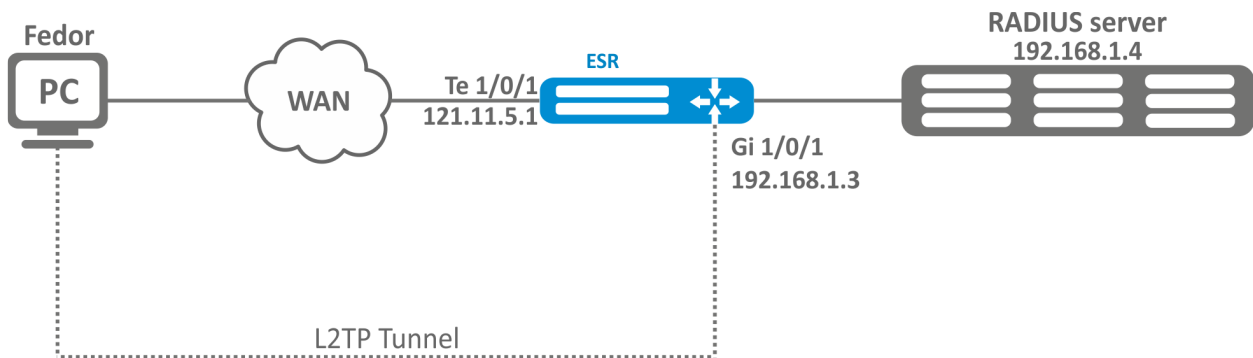 Fedor
PC
WAN
Te 1/0/1
121.11.5.1
ESR
Gi 1/0/1
192.168.1.3
RADIUS server
192.168.1.4
L2TP Tunnel